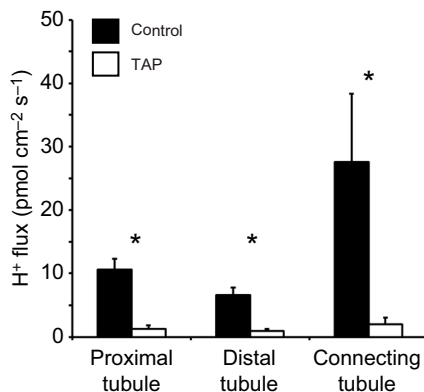 H⁺ flux (pmol cm⁻² s⁻¹)
50
40
30
20
10
0
Control
TAP
*
*
*
Proximal
tubule
Distal
tubule
Connecting
tubule